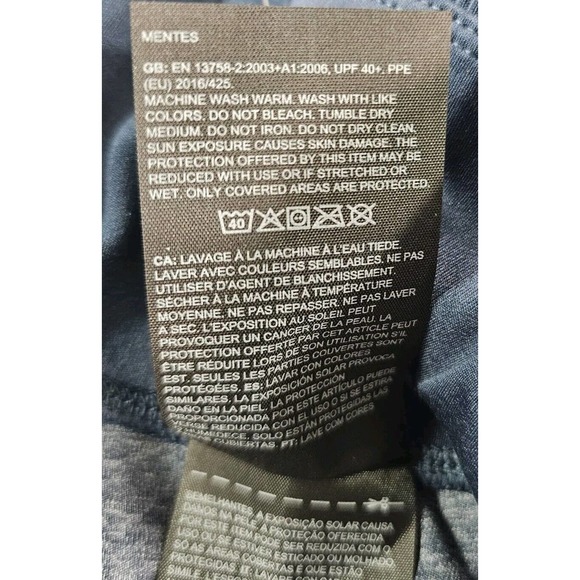 MENTES
GB: EN 13758-2:2003+A1:2006, UPF 40+. PPE
(EU) 2016/425.
MACHINE WASH WARM. WASH WITH LIKE
COLORS. DO NOT BLEACH. TUMBLE DRY
MEDIUM. DO NOT IRON. DO NOT DRY CLEAN.
SUN EXPOSURE CAUSES SKIN DAMAGE. THE
PROTECTION OFFERED BY THIS ITEM MAY BE
REDUCED WITH USE OR IF STRETCHED OR
WET. ONLY COVERED AREAS ARE PROTECTED.
40
CA: LAVAGE À LA MACHINE À L'EAU TIEDE.
LAVER AVEC COULEURS SEMBLABLES. NE PAS
UTILISER D'AGENT DE BLANCHISSEMENT.
SÉCHER À LA MACHINE À TEMPÉRATURE
MOYENNE. NE PAS REPASSER. NE PAS LAVER
A SEC. L'EXPOSITION AU SOLEIL PEUT
PROVOQUER UN CANCER DE LA PEAU. LA
PROTECTION OFFERTE PAR CET ARTICLE PEUT
ÊTRE RÉDUITE LORS DE SON UTILISATION
EST. SEULES LES PARTIES COUVERTES
PROTÉGÉES. ES: LAVAR CON COLORES
SIMILARES. LA EXPOSICIÓN SOLAR PROVOCA
DAÑO EN LA PIEL. LA PROTECCIÓN
PROPORCIONADA POR ESTE ARTÍCULO PUEDE
VERSE REDUCIDA CON EL USO O SI SE ESTIRA
HUMEDECE. SOLO ESTÁN PROTEGIDAS
CUBIERTAS. PT: LAVE COM CORES
SEMELHANTES. A EXPOSIÇÃO SOLAR CAUSA
DANOS NA PELE. A PROTEÇÃO OFERECIDA
POR ESTE ITEM PODE SER REDUZIDA COM O
USO OU SE ESTIVER ESTICADO OU MOLHADO.
SÓ AS ÁREAS COBERTAS ESTÃO
PROTEGIDAS. IT: LAVARE CON